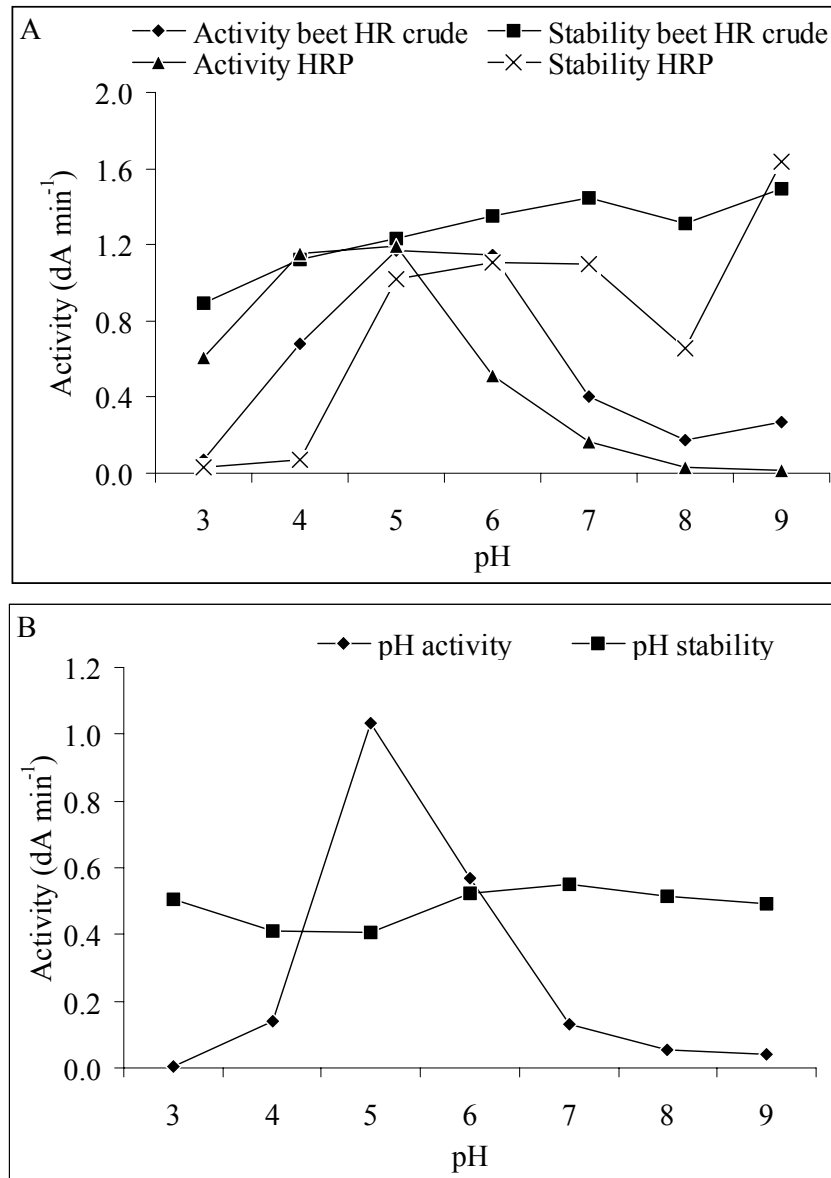 A
Activity beet HR crude
Stability beet HR crude
Activity HRP
Stability HRP
2.0
1.6
1.2
0.8
0.4
0.0
Activity (dA min-1)
3 4 5 6 7 8 9
pH
B
pH activity
pH stability
1.2
1.0
0.8
0.6
0.4
0.2
0.0
Activity (dA min-1)
3 4 5 6 7 8 9
pH